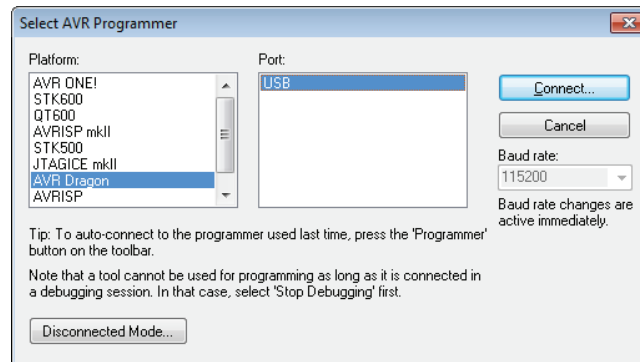 Select AVR Programmer
Platform:
Port:
AVR ONE!
STK600
QT600
AVRISP mkII
STK500
JTAGICE mkII
AVR Dragon
AVRISP
USB
Connect...
Cancel
Baud rate:
115200
Baud rate changes are
active immediately.
Tip: To auto-connect to the programmer used last time, press the 'Programmer'
button on the toolbar.
Note that a tool cannot be used for programming as long as it is connected in
a debugging session. In that case, select 'Stop Debugging' first.
Disconnected Mode...